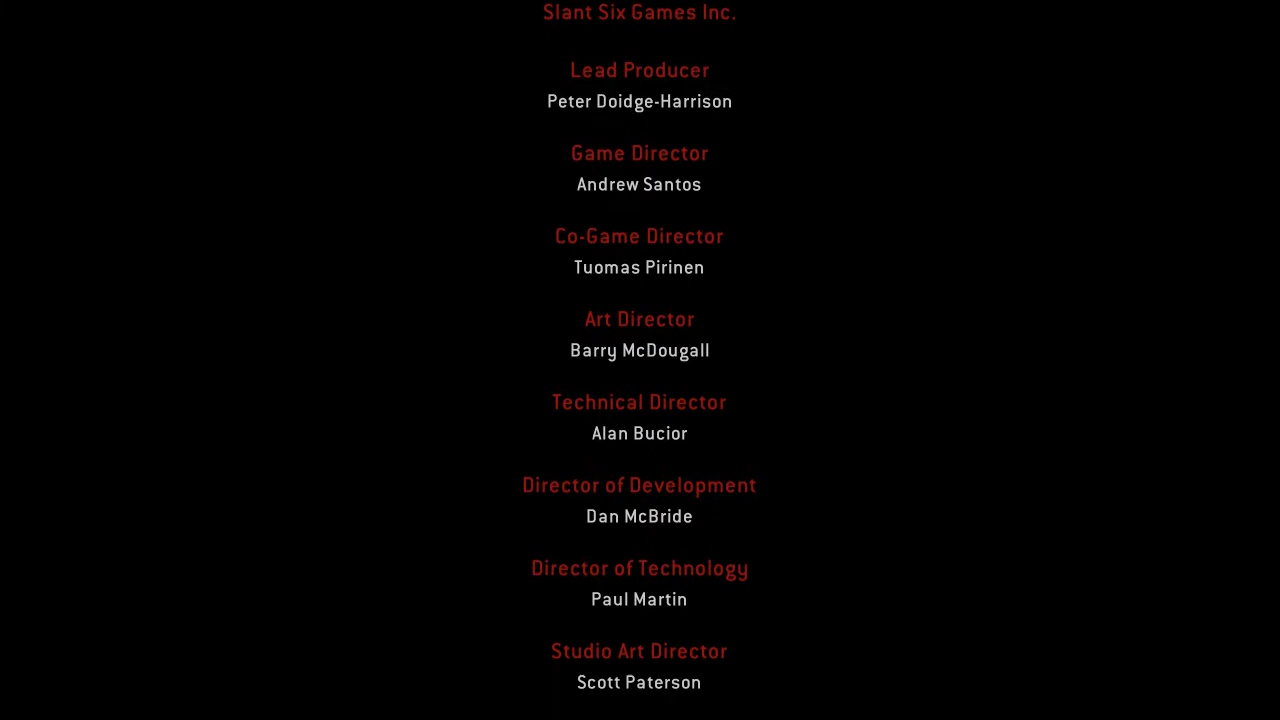 Slant Six Games Inc.
Lead Producer
Peter Doidge-Harrison
Game Director
Andrew Santos
Co-Game Director
Tuomas Pirinen
Art Director
Barry McDougall
Technical Director
Alan Bucior
Director of Development
Dan McBride
Director of Technology
Paul Martin
Studio Art Director
Scott Paterson